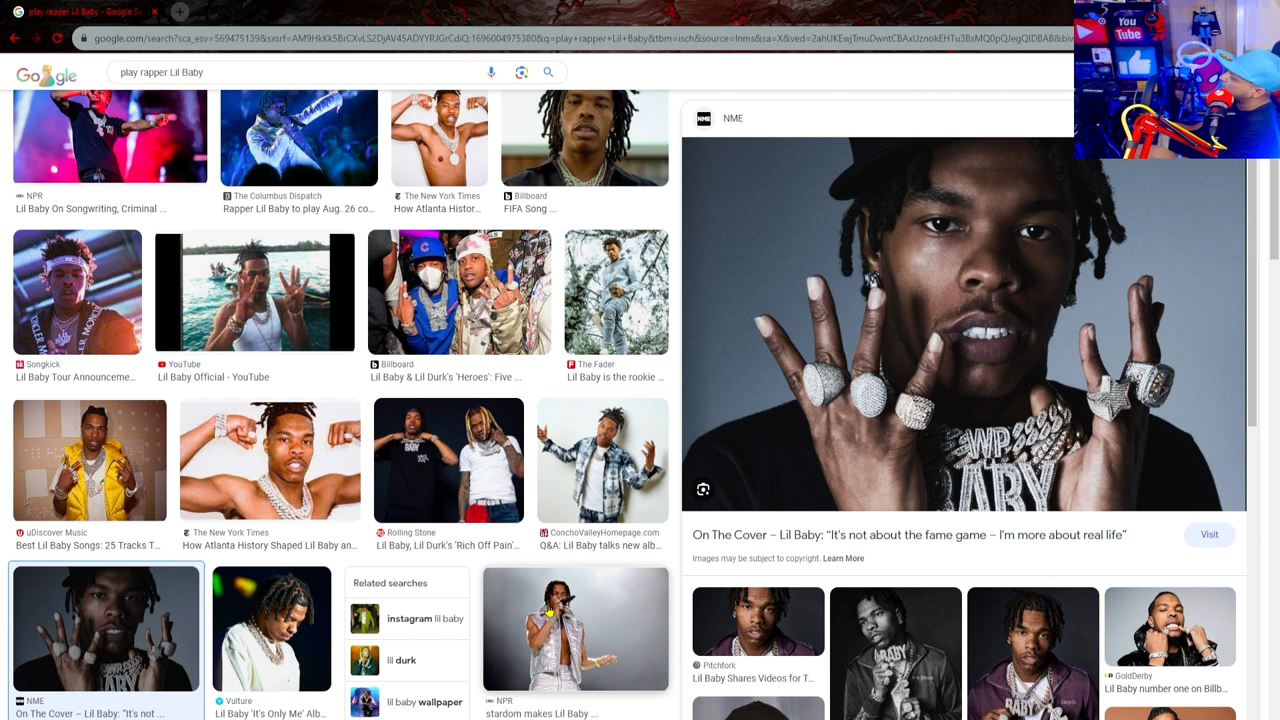 play rapper Lil Baby - Google Se
google.com/search?sca_esv=569475139&sxsrf=AM9HkKk5BrCXvLS2DjAV45ADYYRJGrCdiQ:1696004975380&q=play+rapper+Lil+Baby&tbm=isch&source=lnms&sa=X&ved=2ahUKEwjTmuDwntCBAxUznokEHTu3BsMQ0pQJegQIDBAB&biw
Google
play rapper Lil Baby
NPR
Lil Baby On Songwriting, Criminal ...
The Columbus Dispatch
Rapper Lil Baby to play Aug. 26 co...
The New York Times
How Atlanta Histor...
Billboard
FIFA Song ...
Songkick
Lil Baby Tour Announceme...
YouTube
Lil Baby Official - YouTube
Billboard
Lil Baby & Lil Durk's 'Heroes': Five ...
The Fader
Lil Baby is the rookie ...
uDiscover Music
Best Lil Baby Songs: 25 Tracks T...
The New York Times
How Atlanta History Shaped Lil Baby an...
Rolling Stone
Lil Baby, Lil Durk's 'Rich Off Pain'...
ConchoValleyHomepage.com
Q&A: Lil Baby talks new alb...
NME
On The Cover – Lil Baby: "It's not ...
Vulture
Lil Baby 'It's Only Me' Alb...
Related searches
instagram lil baby
lil durk
lil baby wallpaper
NPR
stardom makes Lil Baby ...
NME
NME
WP
BABY
On The Cover – Lil Baby: “It's not about the fame game – I'm more about real life”
Visit
Images may be subject to copyright. Learn More
Pitchfork
Lil Baby Shares Videos for T...
BABY
GoldDerby
Lil Baby number one on Billb...
You
Tube